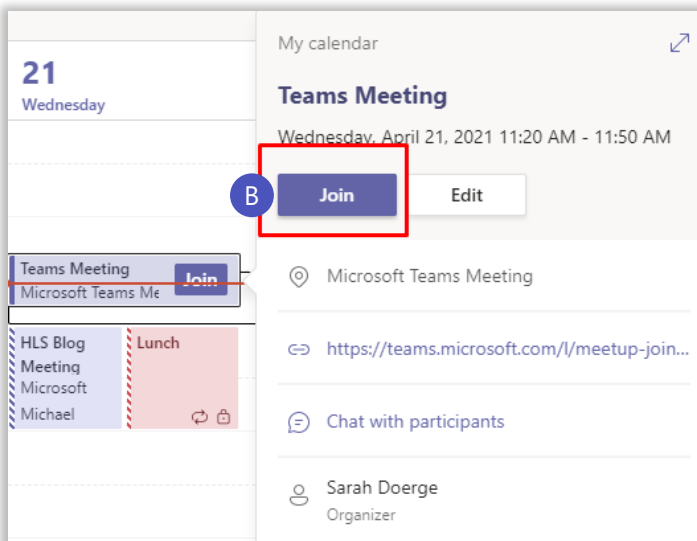 21
Wednesday
Teams Meeting
Microsoft Teams Me
Join
HLS Blog
Meeting
Microsoft
Michael
Lunch
My calendar
Teams Meeting
Wednesday, April 21, 2021 11:20 AM - 11:50 AM
B
Join
Edit
Microsoft Teams Meeting
https://teams.microsoft.com/l/meetup-join...
Chat with participants
Sarah Doerge
Organizer